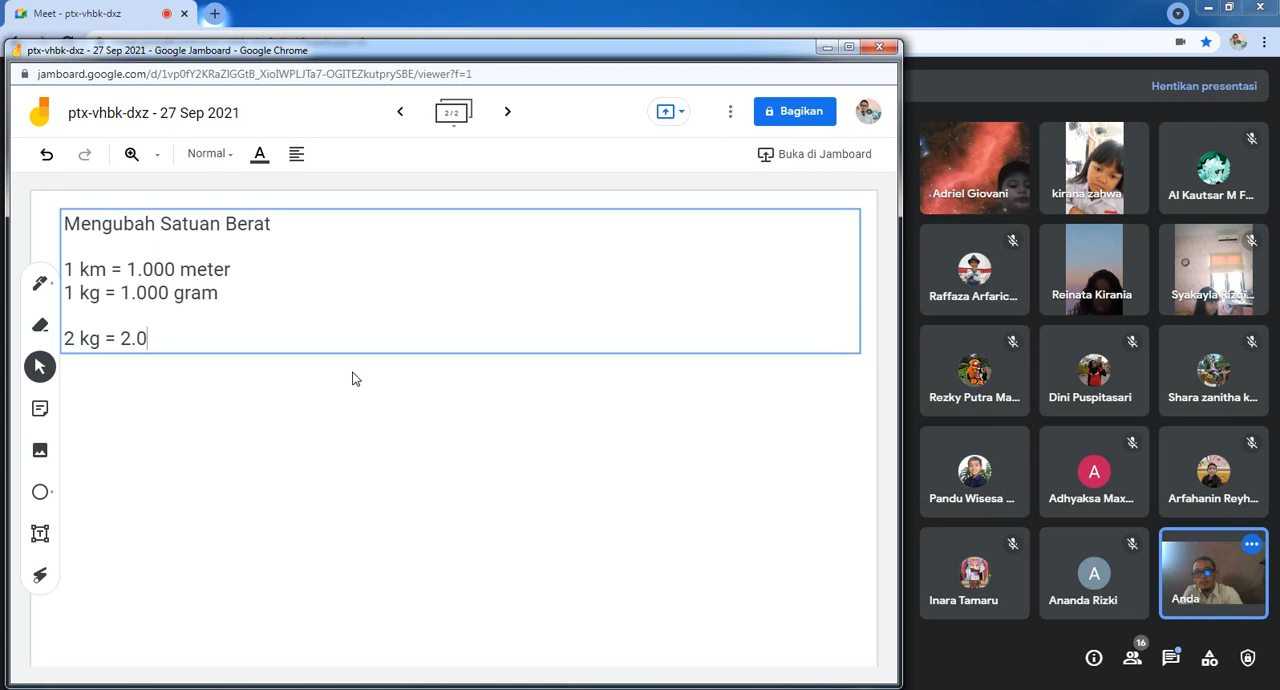 Meet - ptx-vhbk-dxz
ptx-vhbk-dxz - 27 Sep 2021 - Google Jamboard - Google Chrome
jamboard.google.com/d/1vp0fY2KRaZIGGtB_XioIWPLJTa7-OGITEZkutprySBE/viewer?f=1
ptx-vhbk-dxz - 27 Sep 2021
2 / 2
Bagikan
Normal
A
Buka di Jamboard
Mengubah Satuan Berat
1 km = 1.000 meter
1 kg = 1.000 gram
2 kg = 2.0
Hentikan presentasi
Adriel Giovani
kirana zahwa
Al Kautsar M F...
Raffaza Arfaric...
Reinata Kirania
Syakayla Rizqi...
Rezky Putra Ma...
Dini Puspitasari
Shara zanitha k...
Pandu Wisesa ...
A
Adhyaksa Max...
Arfahanin Reyh...
Inara Tamaru
A
Ananda Rizki
Anda
16